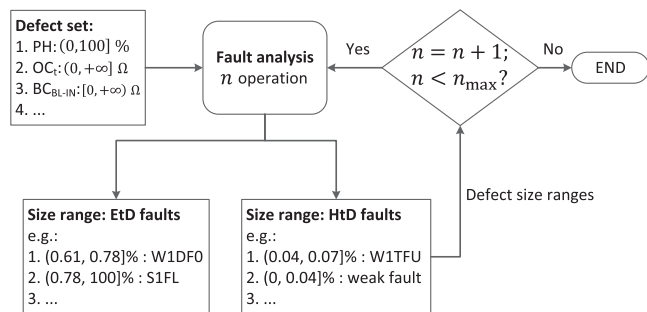 Defect set:
1. PH: (0,100] %
2. OCt: (0, +∞] Ω
3. BCBL-IN: [0, +∞) Ω
4. ...
Fault analysis
n operation
Yes
n = n + 1;
n < nmax?
No
END
Defect size ranges
Size range: EtD faults
e.g.:
1. (0.61, 0.78]% : W1DF0
2. (0.78, 100]% : S1FL
3. ...
Size range: HtD faults
e.g.:
1. (0.04, 0.07]% : W1TFU
2. (0, 0.04]% : weak fault
3. ...